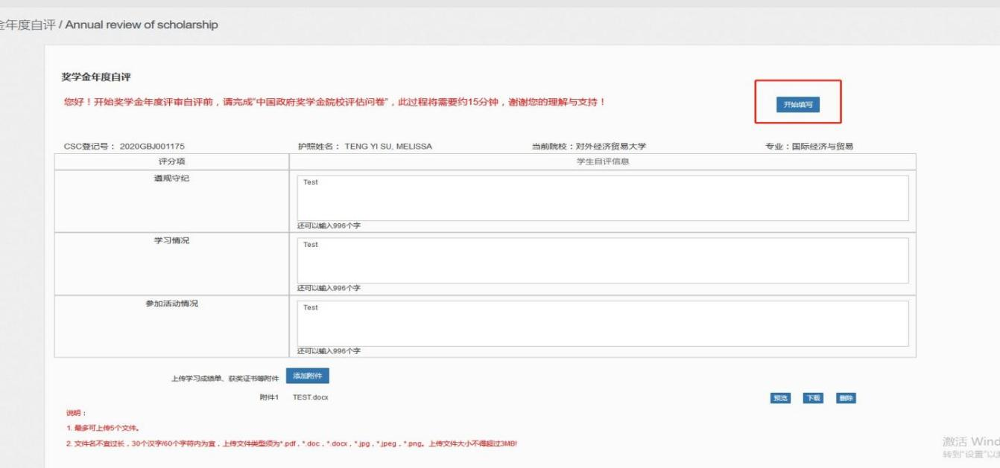 金年度自评 / Annual review of scholarship
奖学金年度自评
您好！开始奖学金年度评审自评前，请完成“中国政府奖学金院校评估问卷”，此过程将需要约15分钟，谢谢您的理解与支持！
开始填写
CSC登记号： 2020GBJ001175 护照姓名： TENG YI SU, MELISSA 当前院校：对外经济贸易大学 专业：国际经济与贸易
评分项 学生自评信息
遵规守纪 Test
还可以输入996个字
学习情况 Test
还可以输入996个字
参加活动情况 Test
还可以输入996个字
上传学习成绩单、获奖证书等附件 添加附件
附件1 TEST.docx 预览 下载 删除
说明：
1. 最多可上传5个文件。
2. 文件名不宜过长，30个汉字/60个字符内为宜，上传文件类型须为*.pdf，*.doc，*.docx，*.jpg，*.jpeg，*.png。上传文件大小不得超过3MB!
激活 Wind
转到"设置"以